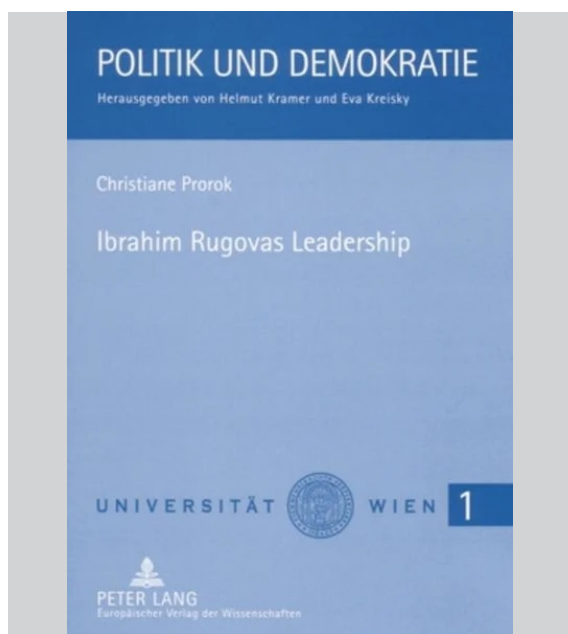 POLITIK UND DEMOKRATIE
Herausgegeben von Helmut Kramer und Eva Kreisky
Christiane Prorok
Ibrahim Rugovas Leadership
UNIVERSITÄT WIEN 1
PETER LANG
Europäischer Verlag der Wissenschaften